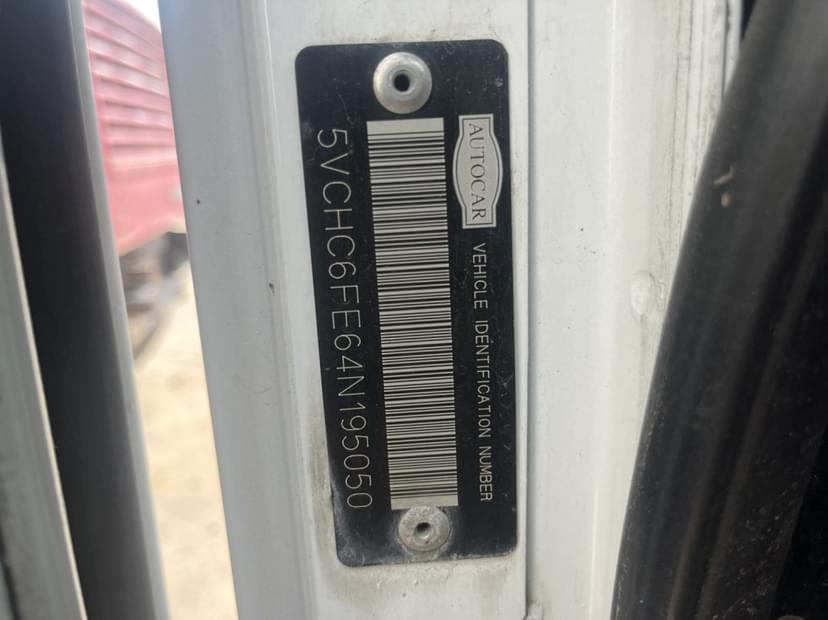 AUTOCAR VEHICLE IDENTIFICATION NUMBER
5VCHC6FE64N195050